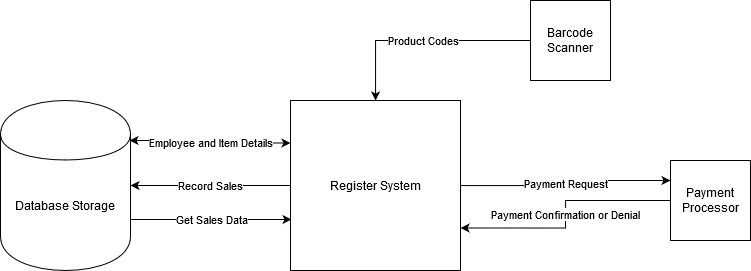 Barcode
Scanner
Product Codes
Employee and Item Details
Record Sales
Register System
Payment Request
Database Storage
Payment
Processor
Get Sales Data
Payment Confirmation or Denial